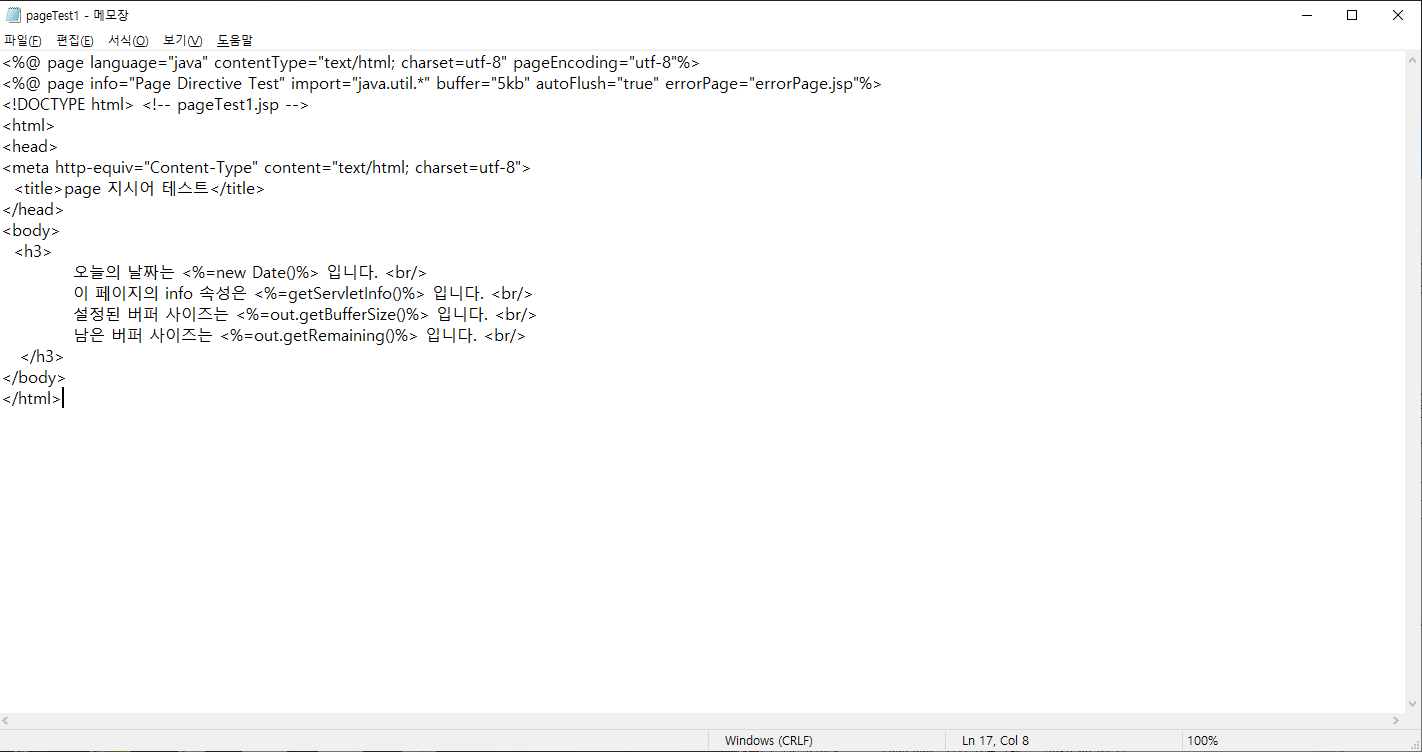 pageTest1 - 메모장
파일(F) 편집(E) 서식(O) 보기(V) 도움말
<%@ page language="java" contentType="text/html; charset=utf-8" pageEncoding="utf-8"%>
<%@ page info="Page Directive Test" import="java.util.*" buffer="5kb" autoFlush="true" errorPage="errorPage.jsp"%>
<!DOCTYPE html> <!-- pageTest1.jsp -->
<html>
<head>
<meta http-equiv="Content-Type" content="text/html; charset=utf-8">
<title>page 지시어 테스트</title>
</head>
<body>
<h3>
오늘의 날짜는 <%=new Date()%> 입니다. <br/>
이 페이지의 info 속성은 <%=getServletInfo()%> 입니다. <br/>
설정된 버퍼 사이즈는 <%=out.getBufferSize()%> 입니다. <br/>
남은 버퍼 사이즈는 <%=out.getRemaining()%> 입니다. <br/>
</h3>
</body>
</html>
Windows (CRLF) Ln 17, Col 8 100%